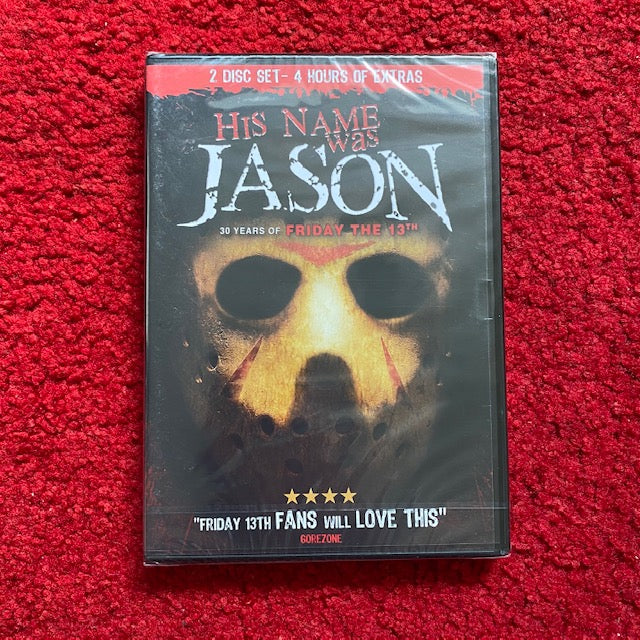 2 DISC SET- 4 HOURS OF EXTRAS
HIS NAME
was
JASON
30 YEARS OF FRIDAY THE 13TH
"FRIDAY 13TH FANS WILL LOVE THIS"
GOREZONE